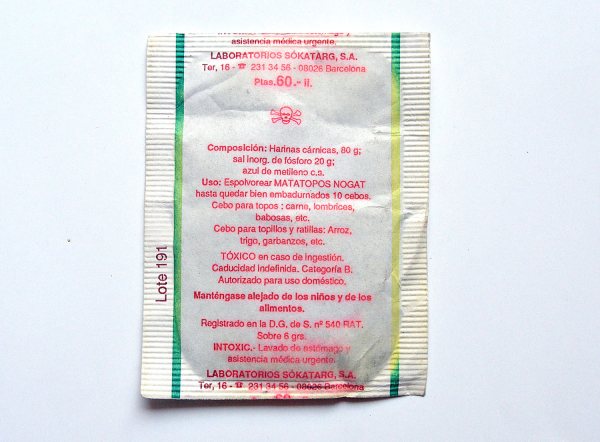 asistencia médica urgente.
LABORATORIOS SÓKATARG, S.A.
Ter, 16 - ☎ 231 34 56 - 08026 Barcelona
Ptas. 60.- il.
Composición: Harinas cárnicas, 80 g;
sal inorg. de fósforo 20 g;
azul de metileno c.s.
Uso: Espolvorear MATATOPOS NOGAT
hasta quedar bien embadurnados 10 cebos.
Cebo para topos : carne, lombrices,
babosas, etc.
Cebo para topillos y ratillas: Arroz,
trigo, garbanzos, etc.
TÓXICO en caso de ingestión.
Caducidad indefinida. Categoría B.
Autorizado para uso doméstico.
Manténgase alejado de los niños y de los
alimentos.
Registrado en la D.G. de S. nº 540 RAT.
Sobre 6 grs.
INTOXIC.- Lavado de estómago y
asistencia médica urgente.
LABORATORIOS SÓKATARG, S.A.
Ter, 16 - ☎ 231 34 56 - 08026 Barcelona
Lote 191